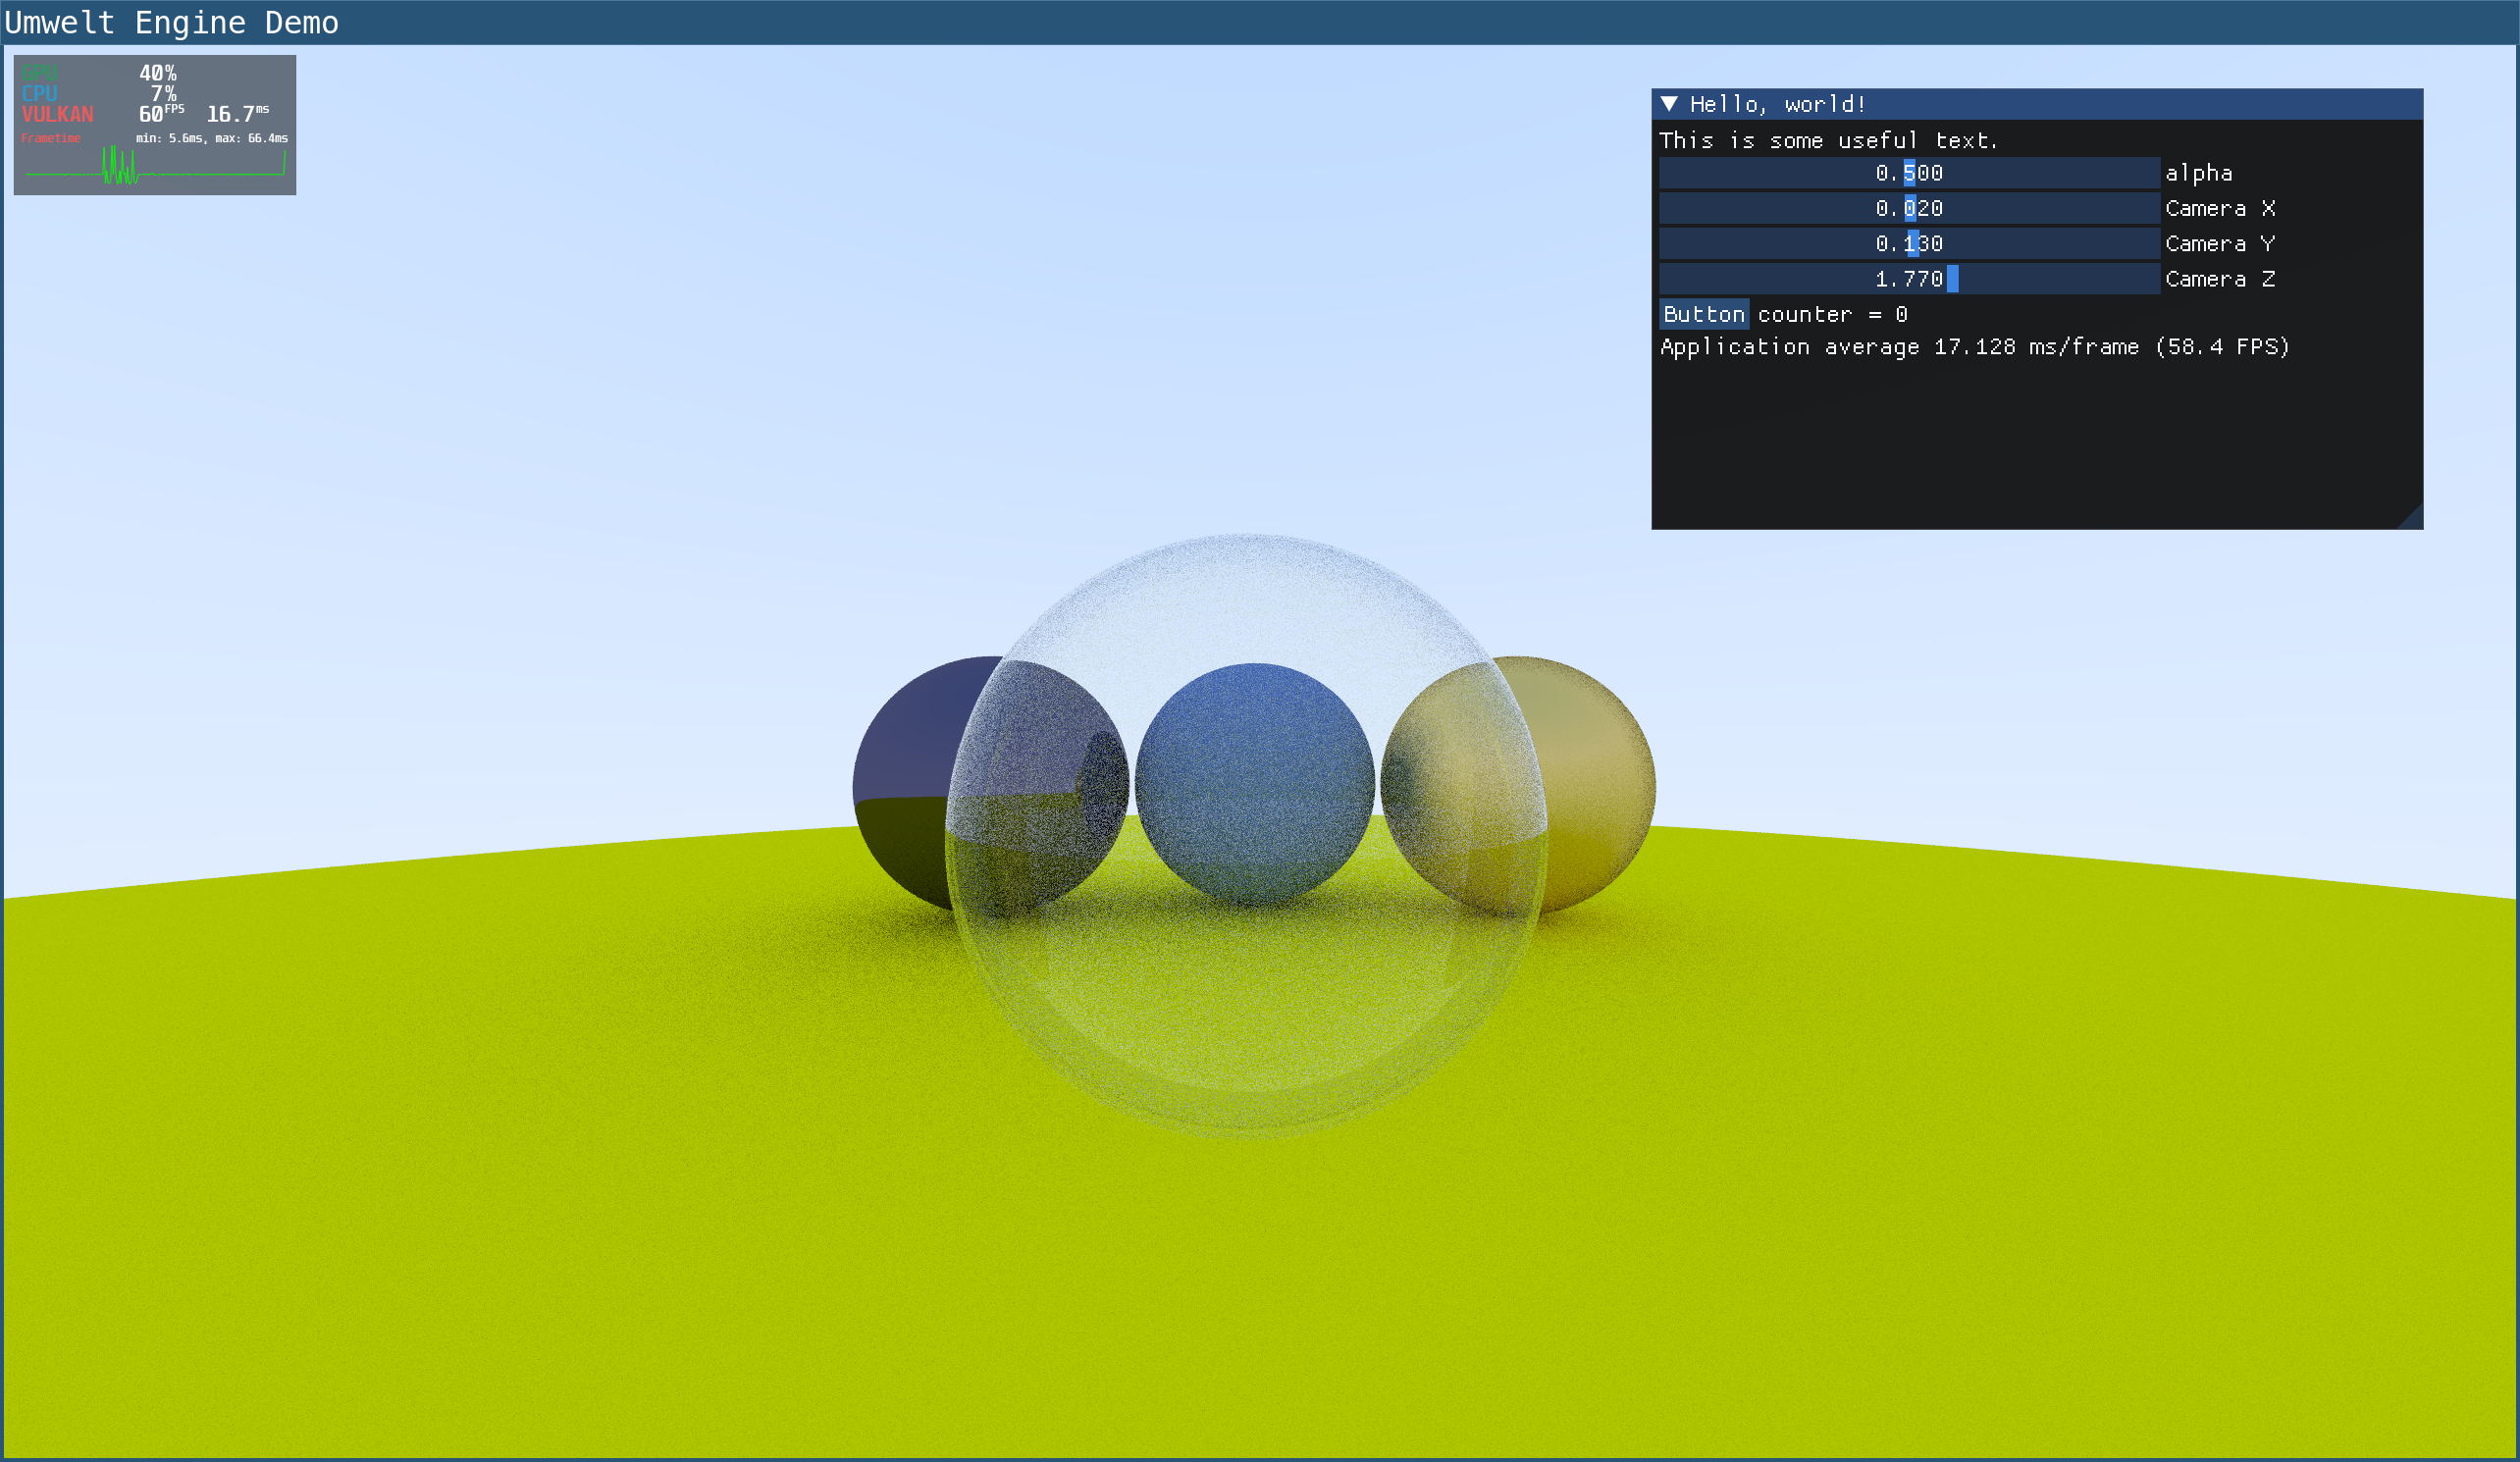 Umwelt Engine Demo
GPU 40%
CPU 7%
VULKAN 60FPS 16.7ms
Frametime min: 5.6ms, max: 66.4ms
▼ Hello, world!
This is some useful text.
0.500 alpha
0.020 Camera X
0.130 Camera Y
1.770 Camera Z
Button counter = 0
Application average 17.128 ms/frame (58.4 FPS)